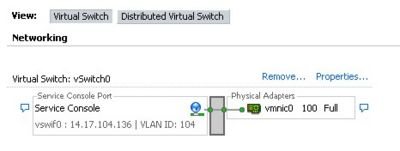 View: Virtual Switch Distributed Virtual Switch
Networking
Virtual Switch: vSwitch0 Remove... Properties...
Service Console Port Physical Adapters
Service Console vmnic0 100 Full
vswif0 : 14.17.104.136 | VLAN ID: 104